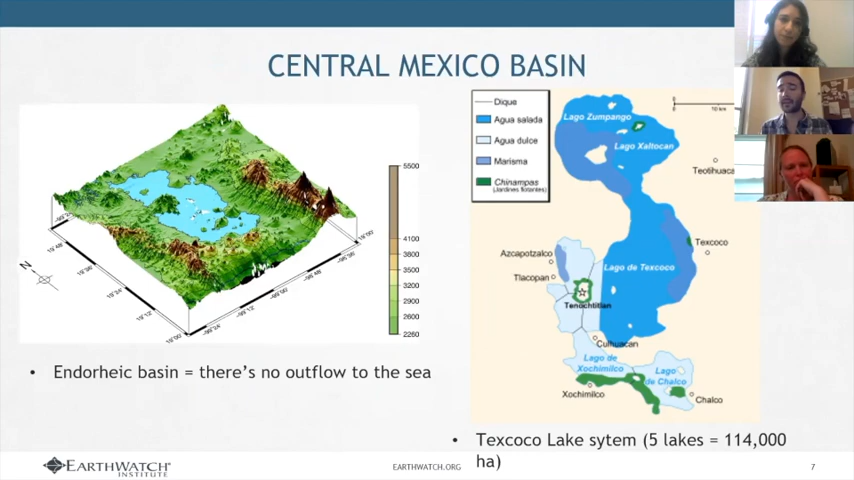 CENTRAL MEXICO BASIN
5500
4100
3800
3500
3200
2900
2600
2260
N
Dique
Agua salada
Agua dulce
Marisma
Chinampas
(Jardines flotantes)
0
10 km
Lago Zumpango
Lago Xaltocan
Teotihuaca
Texcoco
Azcapotzalco
Lago de Texcoco
Tlacopan
Tenochtitlan
Culhuacan
Lago de
Xochimilco
Lago
de Chalco
Xochimilco
Chalco
• Endorheic basin = there's no outflow to the sea
• Texcoco Lake sytem (5 lakes = 114,000
ha)
EARTHWATCH
INSTITUTE
EARTHWATCH.ORG
7